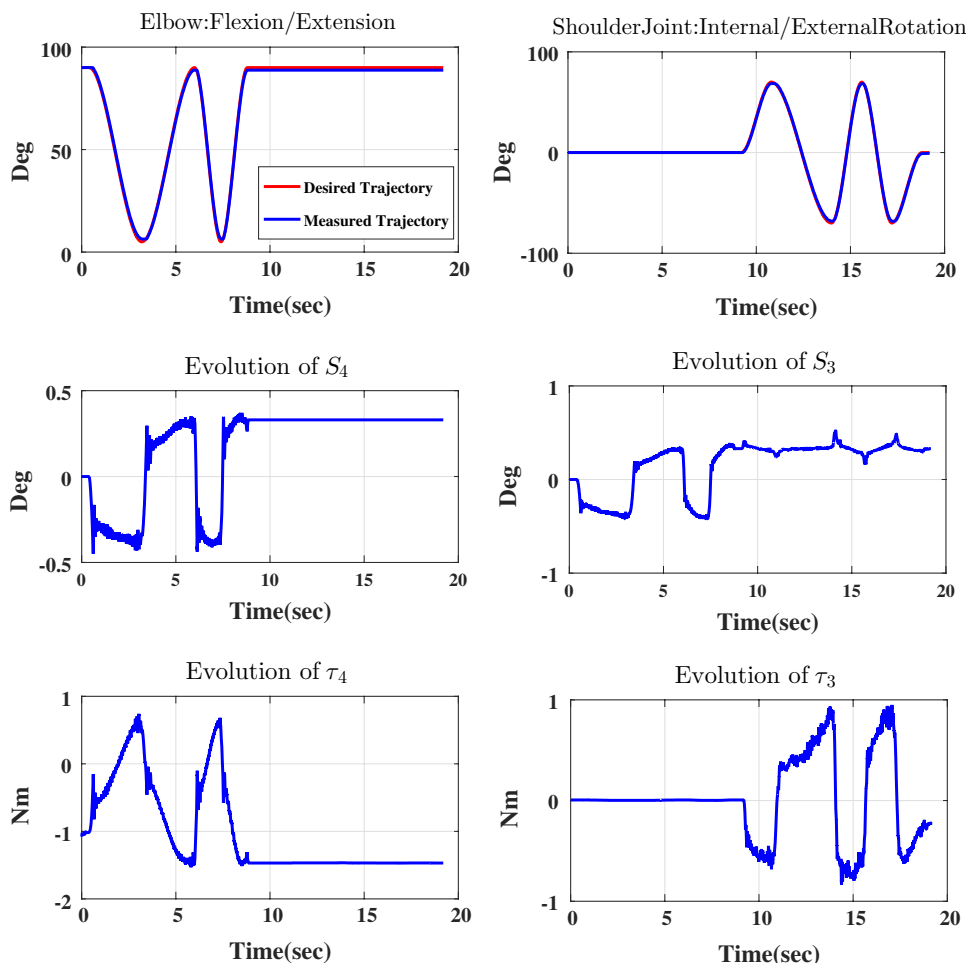 Elbow:Flexion/Extension
100
50
0
Deg
0 5 10 15 20
Time(sec)
Desired Trajectory
Measured Trajectory
ShoulderJoint:Internal/ExternalRotation
100
0
-100
Deg
0 5 10 15 20
Time(sec)
Evolution of S4
0.5
0
-0.5
Deg
0 5 10 15 20
Time(sec)
Evolution of S3
1
0
-1
Deg
0 5 10 15 20
Time(sec)
Evolution of τ4
1
0
-1
-2
Nm
0 5 10 15 20
Time(sec)
Evolution of τ3
1
0
-1
Nm
0 5 10 15 20
Time(sec)